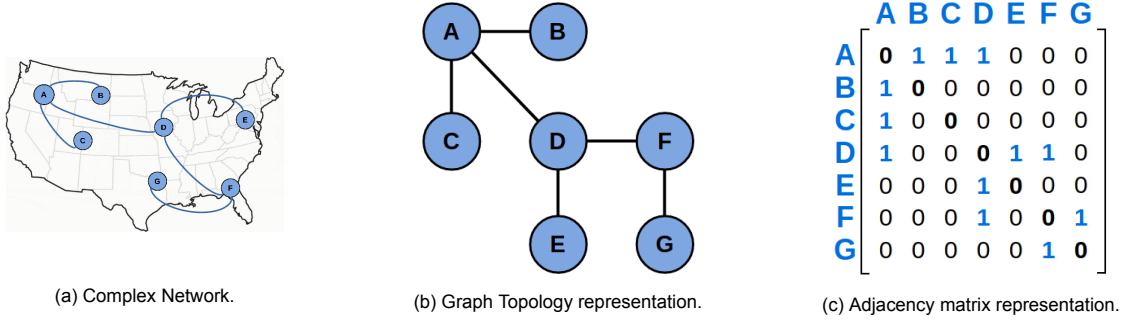 A
B
C
D
E
F
G
(a) Complex Network.
A B
C D F
E G
(b) Graph Topology representation.
A B C D E F G
A 0 1 1 1 0 0 0
B 1 0 0 0 0 0 0
C 1 0 0 0 0 0 0
D 1 0 0 0 1 1 0
E 0 0 0 1 0 0 0
F 0 0 0 1 0 0 1
G 0 0 0 0 0 1 0
(c) Adjacency matrix representation.